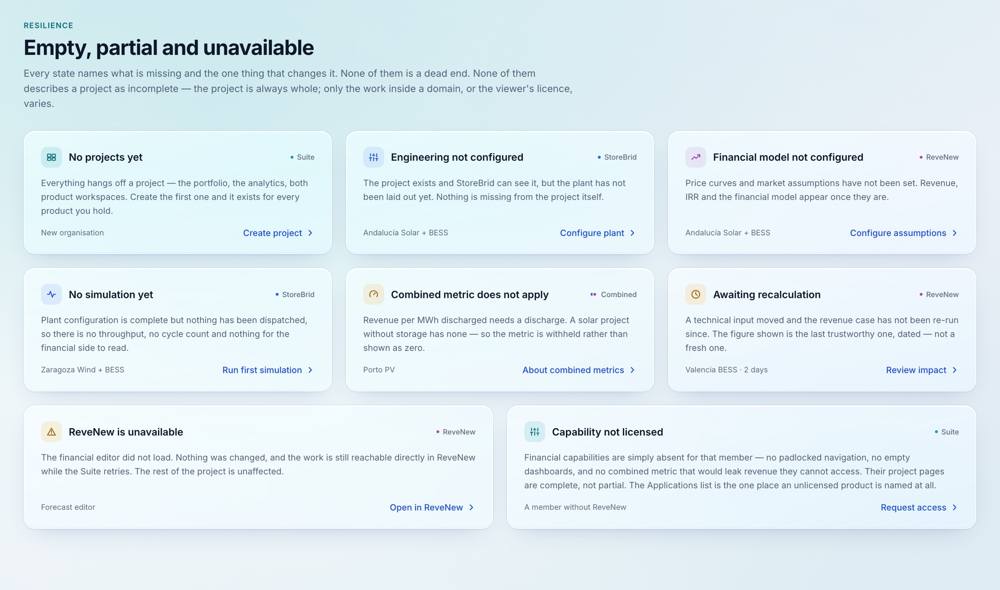 RESILIENCE
Empty, partial and unavailable
Every state names what is missing and the one thing that changes it. None of them is a dead end. None of them
describes a project as incomplete — the project is always whole; only the work inside a domain, or the viewer's licence,
varies.
No projects yet
Suite
Everything hangs off a project — the portfolio, the analytics, both
product workspaces. Create the first one and it exists for every
product you hold.
New organisation
Create project
Engineering not configured
StoreBrid
The project exists and StoreBrid can see it, but the plant has not
been laid out yet. Nothing is missing from the project itself.
Andalucía Solar + BESS
Configure plant
Financial model not configured
ReveNew
Price curves and market assumptions have not been set. Revenue,
IRR and the financial model appear once they are.
Andalucía Solar + BESS
Configure assumptions
No simulation yet
StoreBrid
Plant configuration is complete but nothing has been dispatched,
so there is no throughput, no cycle count and nothing for the
financial side to read.
Zaragoza Wind + BESS
Run first simulation
Combined metric does not apply
Combined
Revenue per MWh discharged needs a discharge. A solar project
without storage has none — so the metric is withheld rather than
shown as zero.
Porto PV
About combined metrics
Awaiting recalculation
ReveNew
A technical input moved and the revenue case has not been re-run
since. The figure shown is the last trustworthy one, dated — not a
fresh one.
Valencia BESS · 2 days
Review impact
ReveNew is unavailable
ReveNew
The financial editor did not load. Nothing was changed, and the work is still reachable directly in ReveNew
while the Suite retries. The rest of the project is unaffected.
Forecast editor
Open in ReveNew
Capability not licensed
Suite
Financial capabilities are simply absent for that member — no padlocked navigation, no empty
dashboards, and no combined metric that would leak revenue they cannot access. Their project pages
are complete, not partial. The Applications list is the one place an unlicensed product is named at all.
A member without ReveNew
Request access